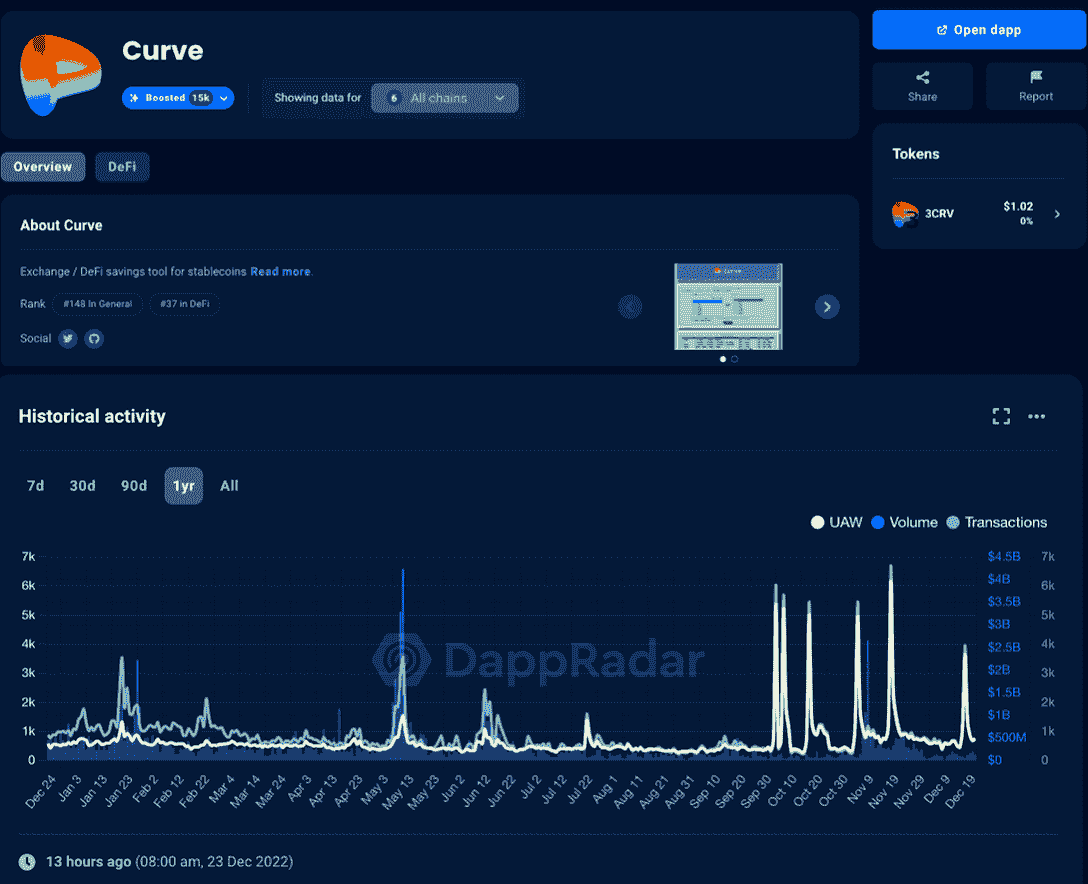 Curve
Boosted 15k
Showing data for 6 All chains
Open dapp
Share
Report
Overview
DeFi
Tokens
3CRV
$1.02
0%
About Curve
Exchange / DeFi savings tool for stablecoins Read more.
Rank #148 In General #37 in DeFi
Social
Historical activity
7d 30d 90d 1yr All
UAW Volume Transactions
7k $4.5B 7k
$4B
6k $3.5B 6k
5k $3B 5k
4k $2.5B 4k
3k $2B 3k
2k $1.5B 2k
$1B
1k $500M 1k
0 $0 0
DappRadar
Dec 24 Jan 3 Jan 13 Jan 23 Feb 2 Feb 12 Feb 22 Mar 4 Mar 14 Mar 24 Apr 3 Apr 13 Apr 23 May 3 May 13 May 23 Jun 2 Jun 12 Jun 22 Jul 2 Jul 12 Jul 22 Aug 1 Aug 11 Aug 21 Aug 31 Sep 10 Sep 20 Sep 30 Oct 10 Oct 20 Oct 30 Nov 9 Nov 19 Nov 29 Dec 9 Dec 19
13 hours ago (08:00 am, 23 Dec 2022)